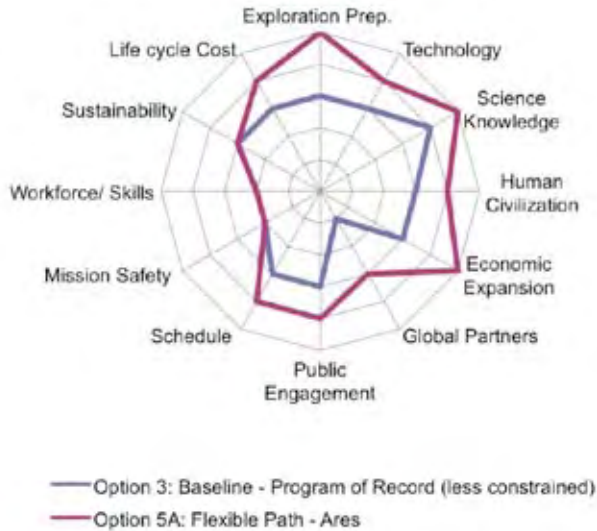 Exploration Prep.
Life cycle Cost
Technology
Sustainability
Science
Knowledge
Workforce/ Skills
Human
Civilization
Mission Safety
Economic
Expansion
Schedule
Global Partners
Public
Engagement
Option 3: Baseline - Program of Record (less constrained)
Option 5A: Flexible Path - Ares